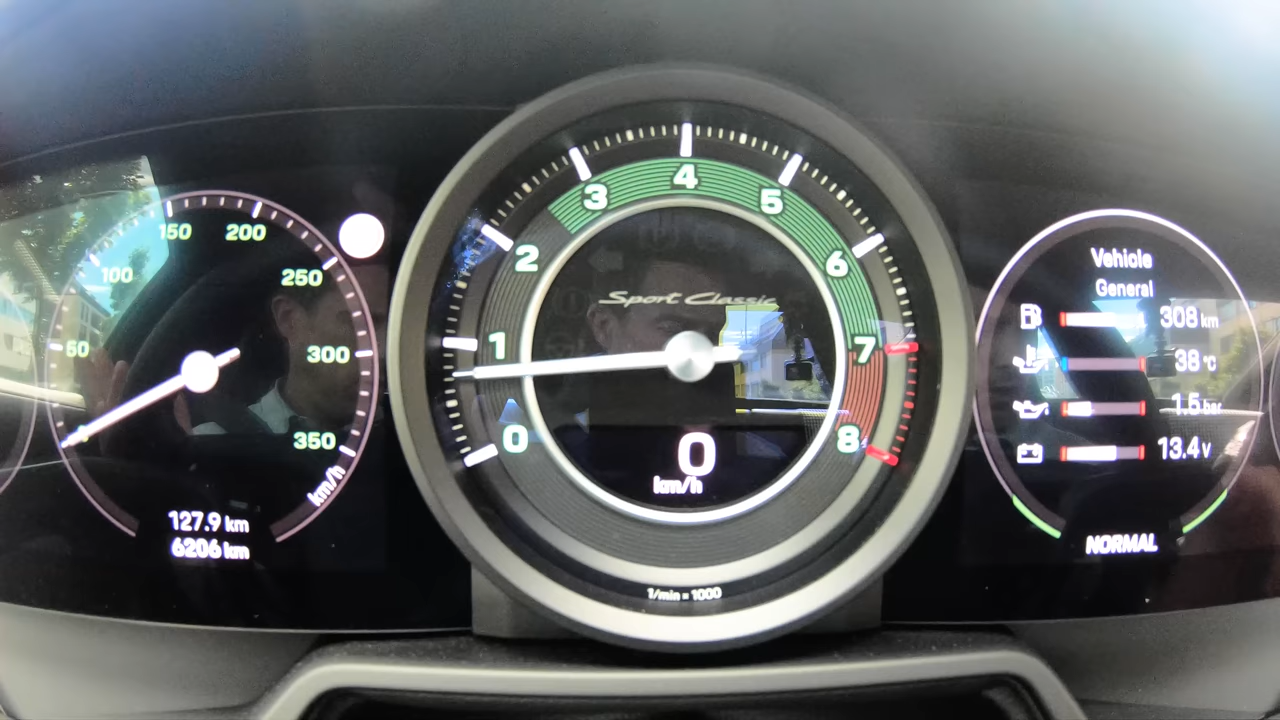 50
100
150
200
250
300
350
km/h
127.9 km
6206 km
0
1
2
3
4
5
6
7
8
Sport Classic
0
km/h
1/min = 1000
Vehicle
General
308 km
38 °C
1.5 bar
13.4 V
NORMAL